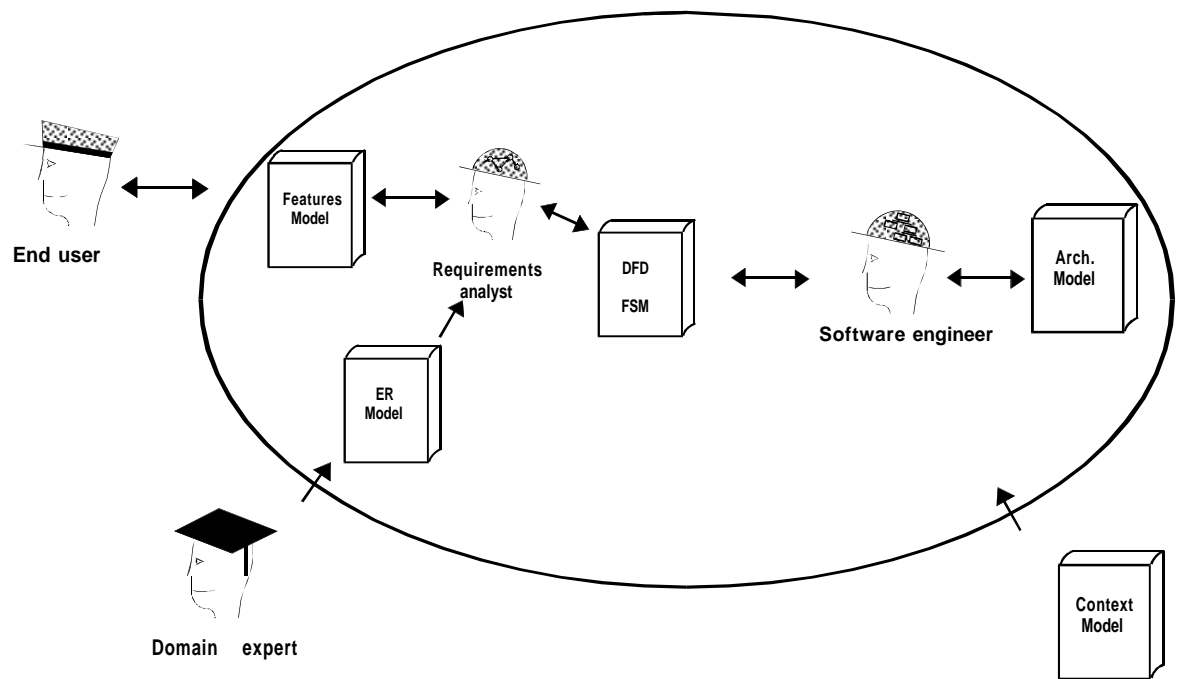 Features
Model
End user
Requirements
analyst
DFD
FSM
Arch.
Model
Software engineer
ER
Model
Domain expert
Context
Model